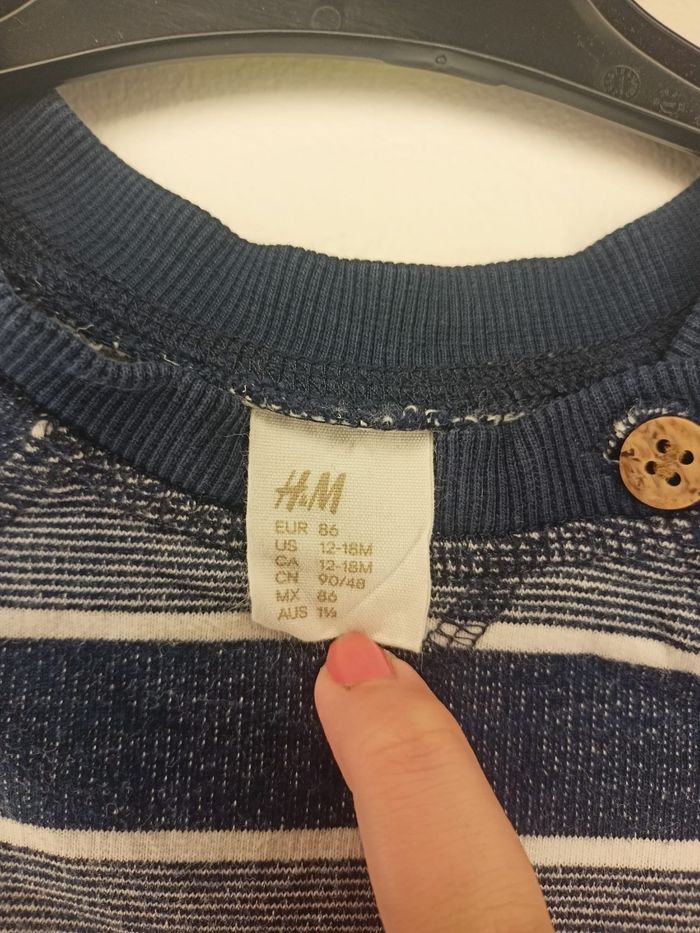 H&M
EUR 86
US 12-18M
CA 12-18M
CN 90/48
MX 86
AUS 1½